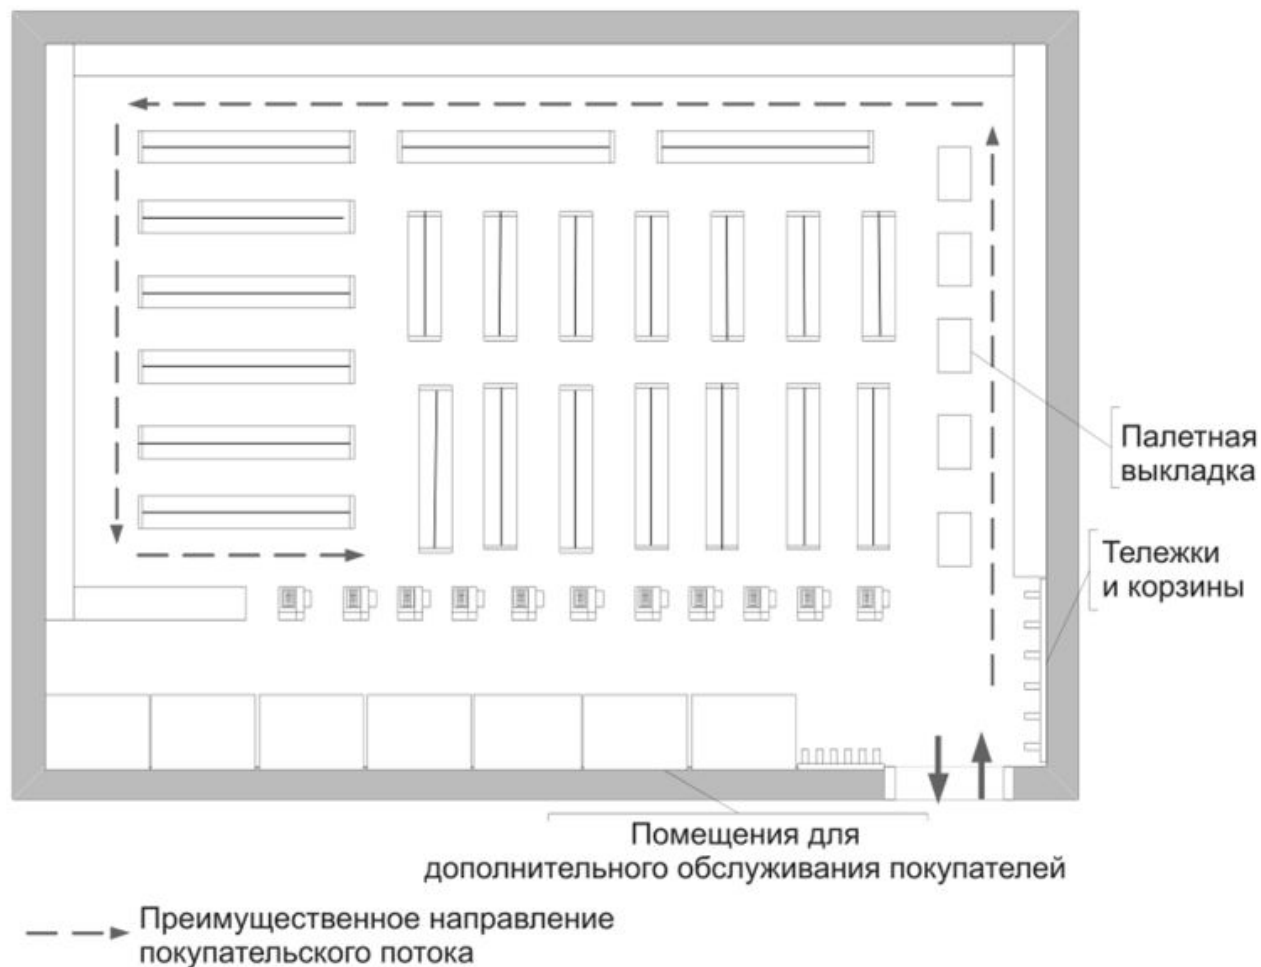 Палетная
выкладка
Тележки
и корзины
Помещения для
дополнительного обслуживания покупателей
Преимущественное направление
покупательского потока